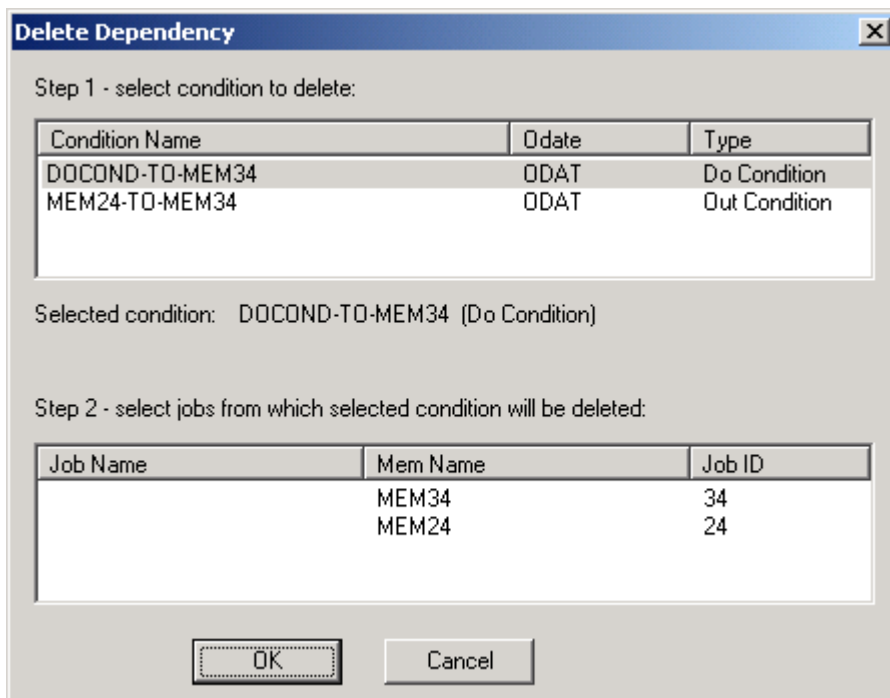 Delete Dependency
Step 1 - select condition to delete:
Condition Name Odate Type
DOCOND-TO-MEM34 ODAT Do Condition
MEM24-TO-MEM34 ODAT Out Condition
Selected condition: DOCOND-TO-MEM34 (Do Condition)
Step 2 - select jobs from which selected condition will be deleted:
Job Name Mem Name Job ID
MEM34 34
MEM24 24
OK Cancel